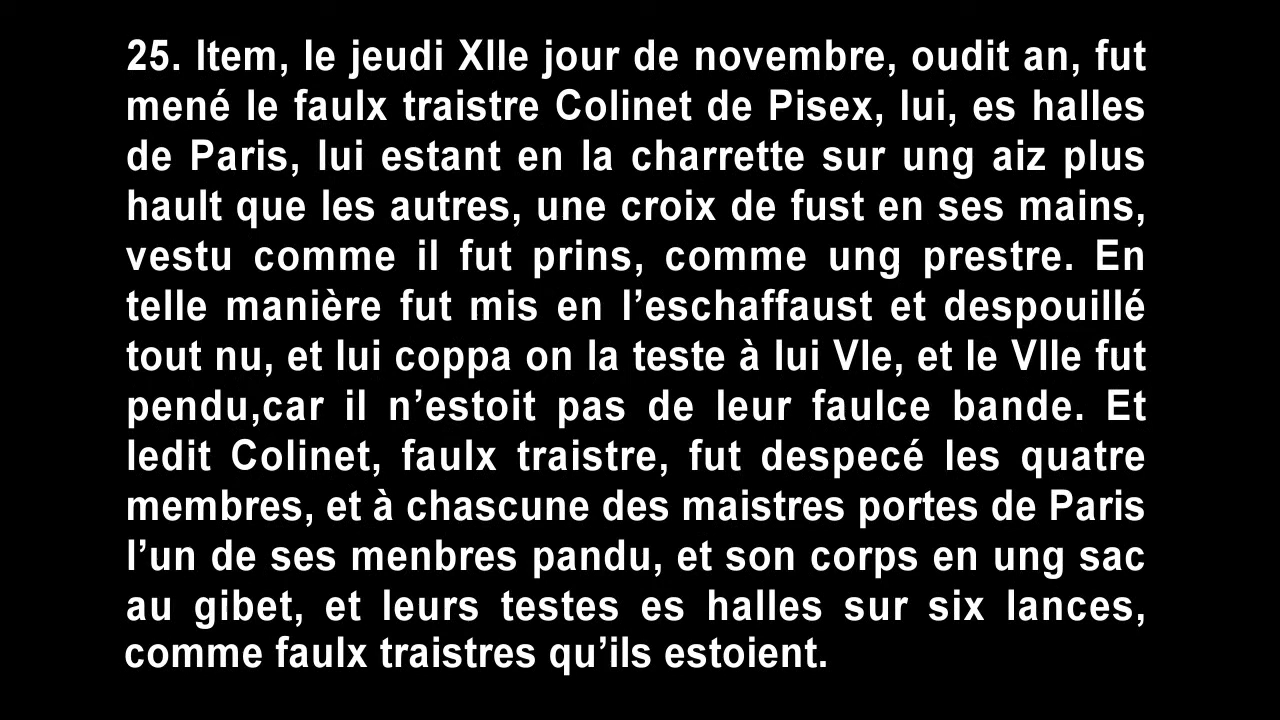 25. Item, le jeudi XIIe jour de novembre, oudit an, fut
mené le faulx traistre Colinet de Pisex, lui, es halles
de Paris, lui estant en la charrette sur ung aiz plus
hault que les autres, une croix de fust en ses mains,
vestu comme il fut prins, comme ung prestre. En
telle manière fut mis en l’eschaffaust et despouillé
tout nu, et lui coppa on la teste à lui VIe, et le VIIe fut
pendu,car il n’estoit pas de leur faulce bande. Et
ledit Colinet, faulx traistre, fut despecé les quatre
membres, et à chascune des maistres portes de Paris
l’un de ses menbres pandu, et son corps en ung sac
au gibet, et leurs testes es halles sur six lances,
comme faulx traistres qu’ils estoient.